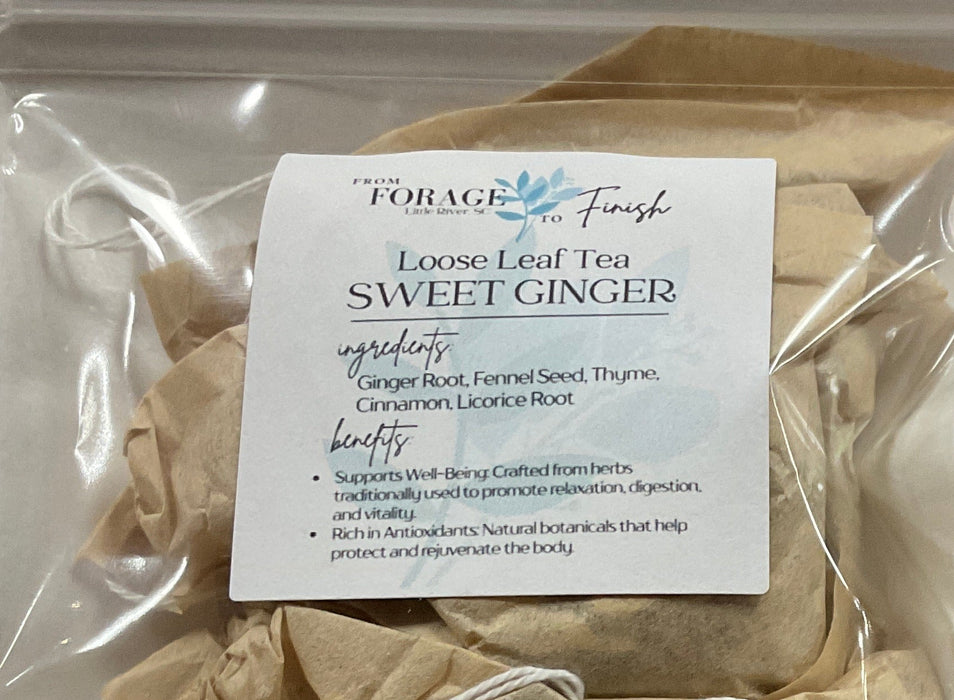 FROM
FORAGE TO Finish
Little River, SC
Loose Leaf Tea
SWEET GINGER
ingredients:
Ginger Root, Fennel Seed, Thyme,
Cinnamon, Licorice Root
benefits:
• Supports Well-Being: Crafted from herbs
traditionally used to promote relaxation, digestion,
and vitality.
• Rich in Antioxidants: Natural botanicals that help
protect and rejuvenate the body.